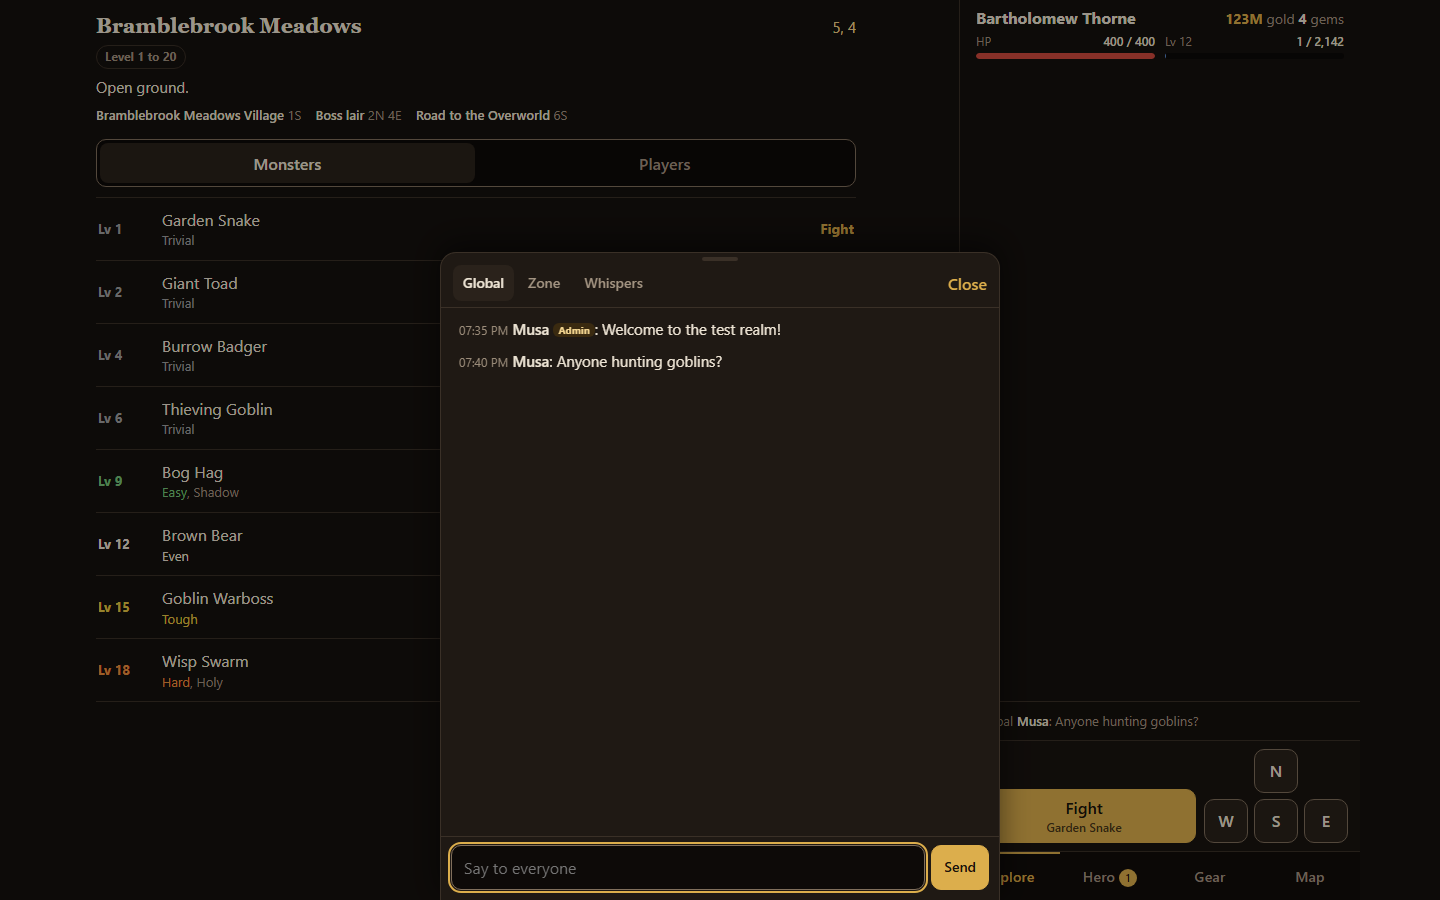 Bramblebrook Meadows
5, 4
Level 1 to 20
Open ground.
Bramblebrook Meadows Village 1S Boss lair 2N 4E Road to the Overworld 6S
Monsters
Players
Lv 1
Garden Snake
Trivial
Fight
Lv 2
Giant Toad
Trivial
Lv 4
Burrow Badger
Trivial
Lv 6
Thieving Goblin
Trivial
Lv 9
Bog Hag
Easy, Shadow
Lv 12
Brown Bear
Even
Lv 15
Goblin Warboss
Tough
Lv 18
Wisp Swarm
Hard, Holy
Bartholomew Thorne
123M gold 4 gems
HP 400 / 400
Lv 12 1 / 2,142
Global Zone Whispers
Close
07:35 PM Musa Admin : Welcome to the test realm!
07:40 PM Musa: Anyone hunting goblins?
Say to everyone
Send
Musa: Anyone hunting goblins?
Fight
Garden Snake
N
W S E
plore
Hero 1
Gear
Map